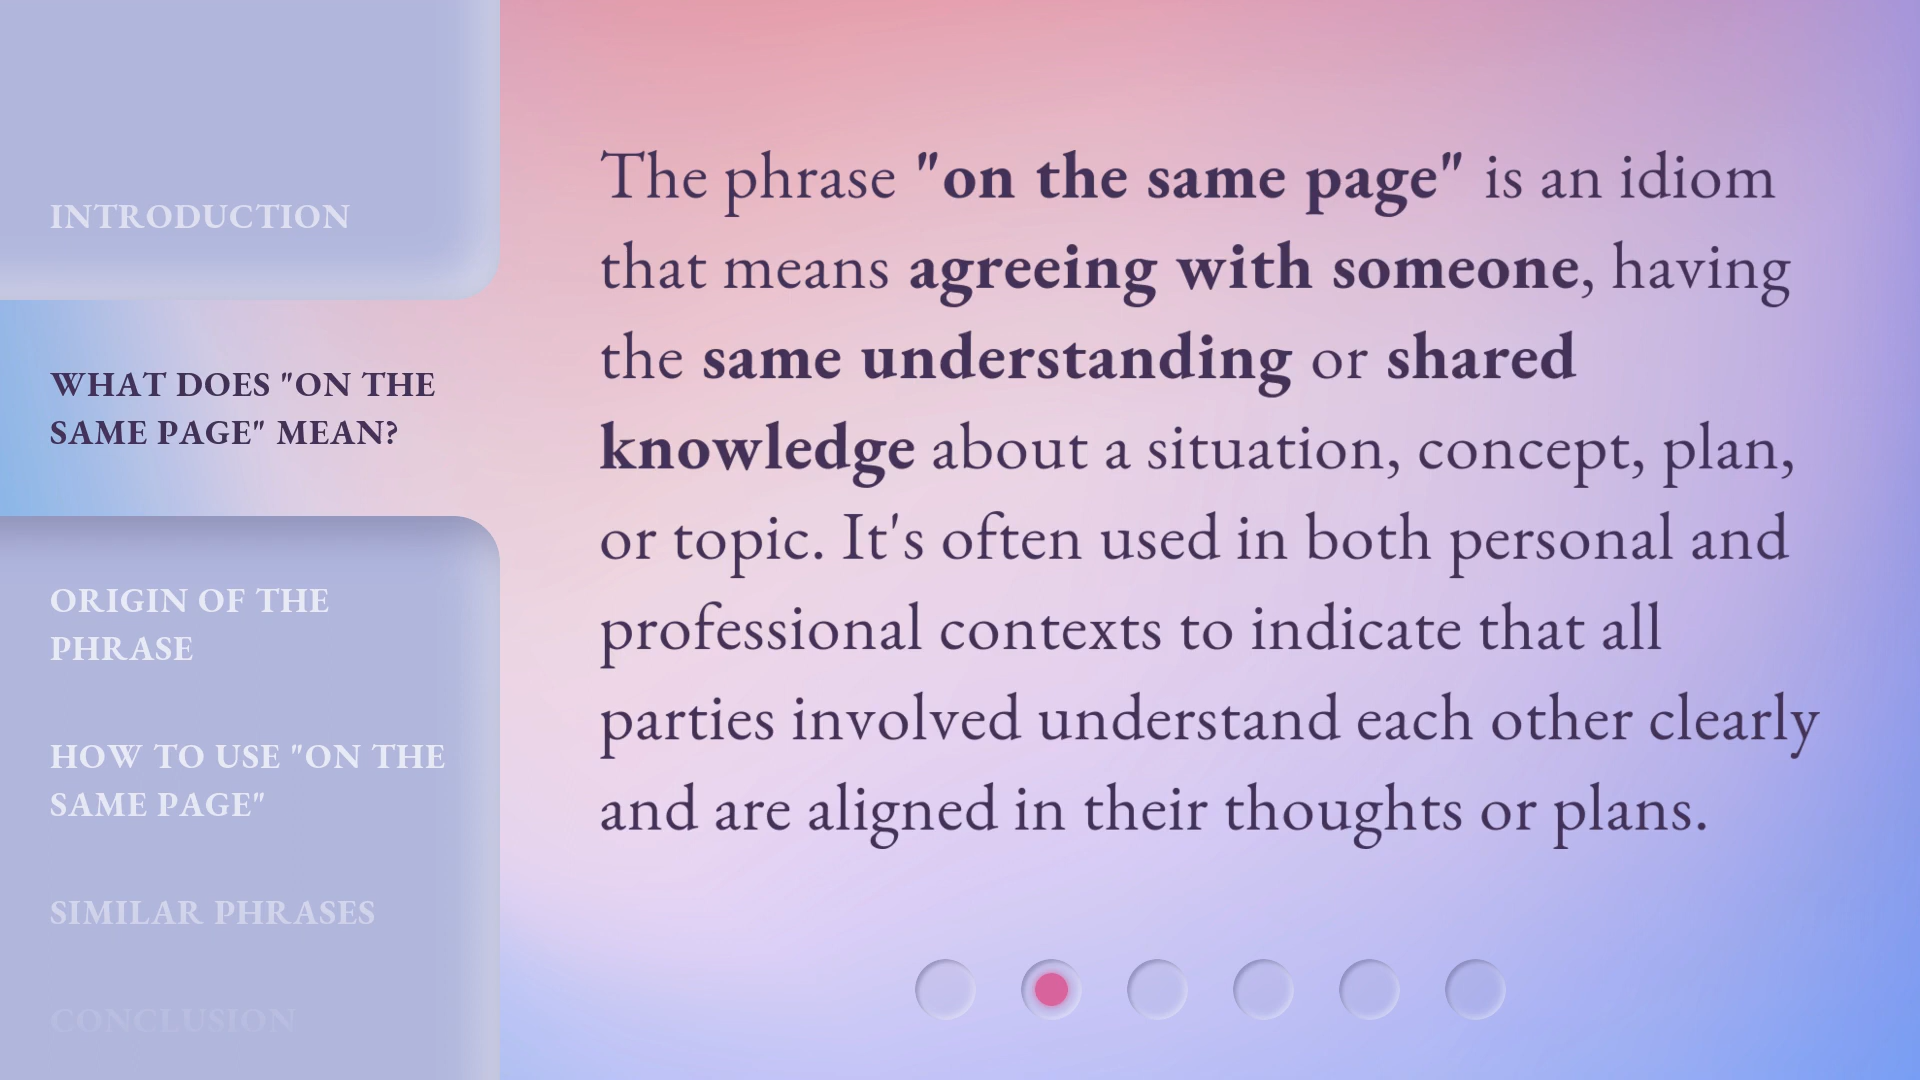 INTRODUCTION
WHAT DOES "ON THE
SAME PAGE" MEAN?
ORIGIN OF THE
PHRASE
HOW TO USE "ON THE
SAME PAGE"
SIMILAR PHRASES
CONCLUSION
The phrase "on the same page" is an idiom
that means agreeing with someone, having
the same understanding or shared
knowledge about a situation, concept, plan,
or topic. It's often used in both personal and
professional contexts to indicate that all
parties involved understand each other clearly
and are aligned in their thoughts or plans.